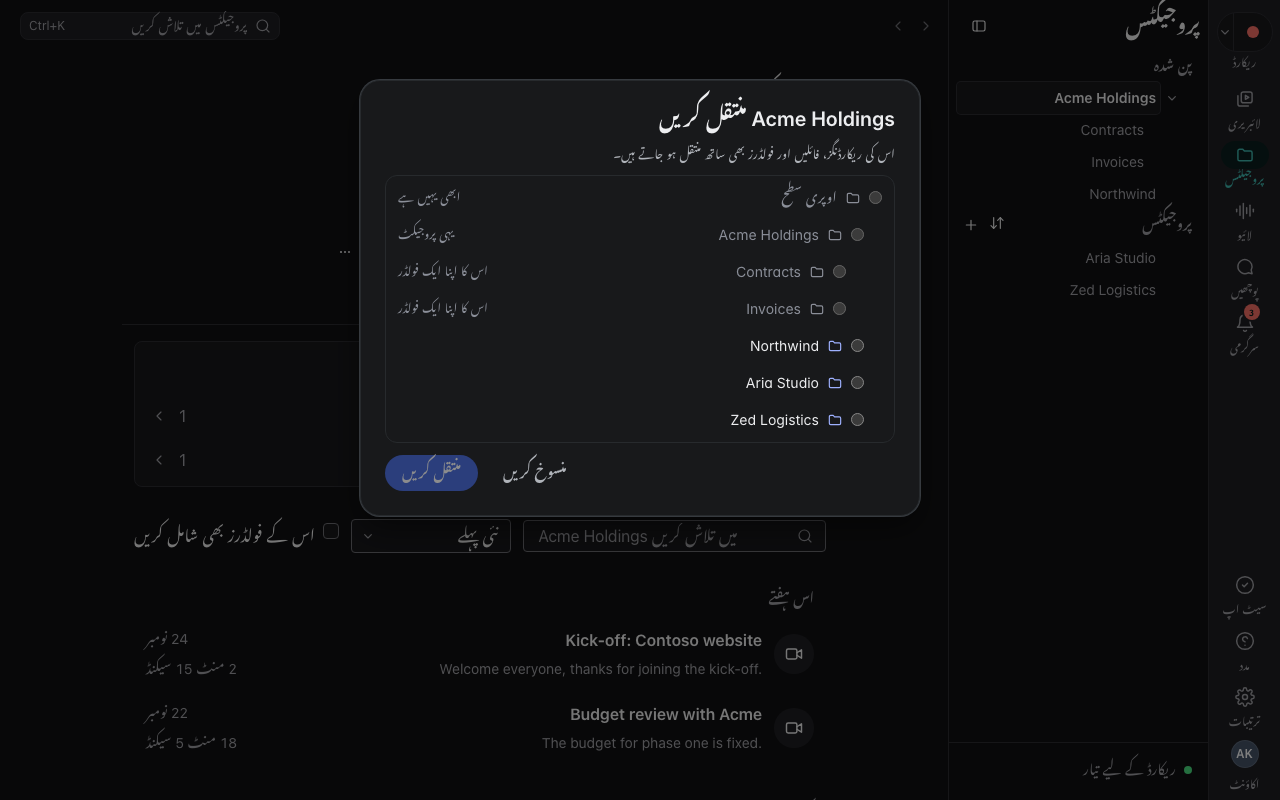 ریکارڈ
لائبریری
پروجیکٹس
لائیو
پوچھیں
3
سرگرمی
سیٹ اپ
مدد
ترتیبات
AK
اکاؤنٹ
پروجیکٹس
پن شدہ
Acme Holdings
Contracts
Invoices
Northwind
پروجیکٹس
Aria Studio
Zed Logistics
ریکارڈ کے لیے تیار
پروجیکٹس میں تلاش کریں
Ctrl+K
Acme Holdings منتقل کریں
اس کی ریکارڈنگز، فائلیں اور فولڈرز بھی ساتھ منتقل ہو جاتے ہیں۔
اوپری سطح ابھی یہیں ہے
Acme Holdings یہی پروجیکٹ
Contracts اس کا اپنا ایک فولڈر
Invoices اس کا اپنا ایک فولڈر
Northwind
Aria Studio
Zed Logistics
منسوخ کریں
منتقل کریں
...
1
1
Acme Holdings میں تلاش کریں
نئی پہلے
اس کے فولڈرز بھی شامل کریں
اس ہفتے
Kick-off: Contoso website
24 نومبر
Welcome everyone, thanks for joining the kick-off.
2 منٹ 15 سیکنڈ
Budget review with Acme
22 نومبر
The budget for phase one is fixed.
18 منٹ 5 سیکنڈ